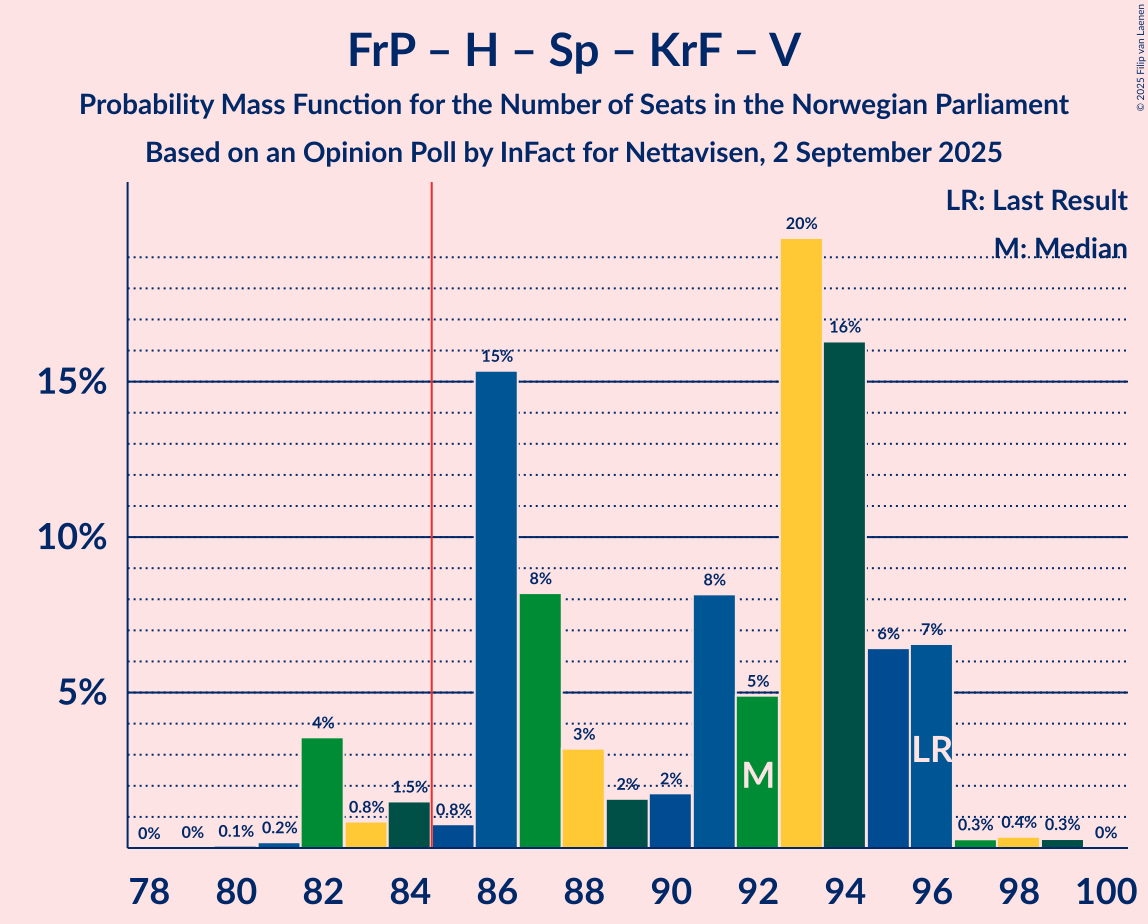 FrP – H – Sp – KrF – V
Probability Mass Function for the Number of Seats in the Norwegian Parliament
Based on an Opinion Poll by InFact for Nettavisen, 2 September 2025
© 2025 Filip van Laenen
LR: Last Result
M: Median
15%
10%
5%
0% 0% 0.1% 0.2% 4% 0.8% 1.5% 0.8% 15% 8% 3% 2% 2% 8% 5% 20% 16% 6% 7% 0.3% 0.4% 0.3% 0%
M
LR
78 80 82 84 86 88 90 92 94 96 98 100